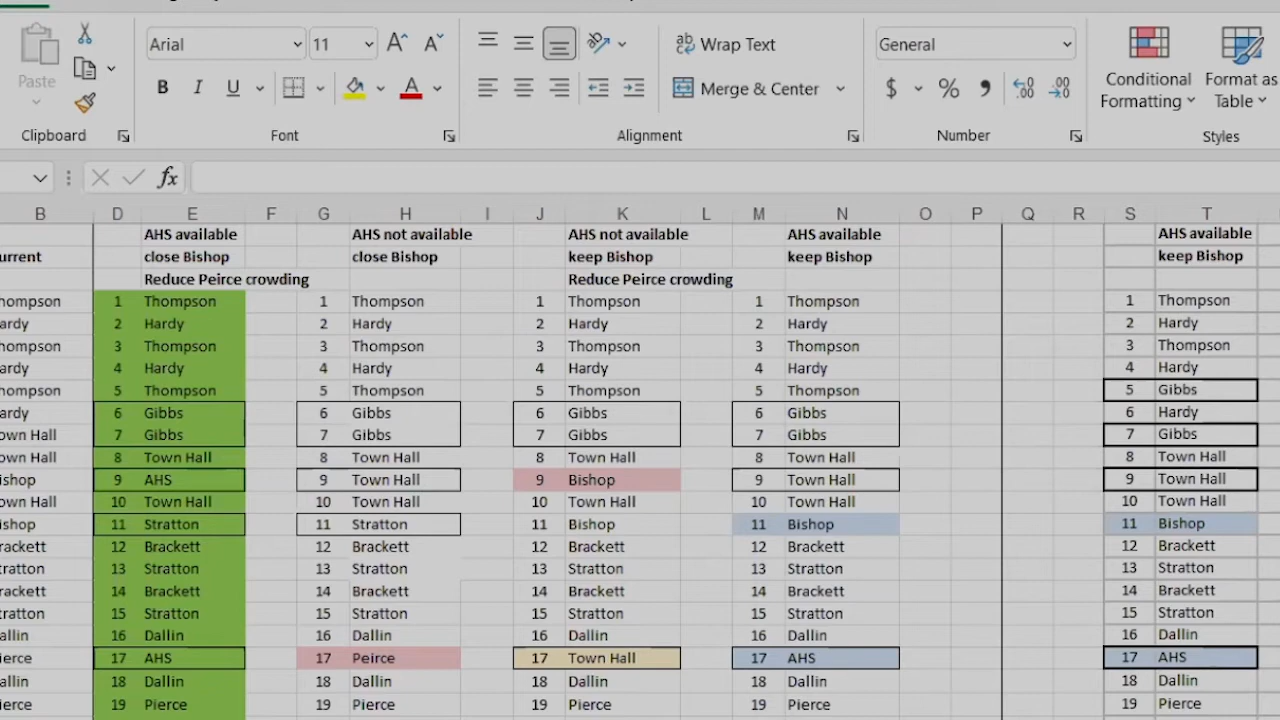 Arial 11 Wrap Text General
Paste B I U A Merge & Center $ % Conditional Format as
Formatting Table
Clipboard Font Alignment Number Styles
fx
B D E F G H I J K L M N O P Q R S T
AHS available AHS not available AHS not available AHS available AHS available
urrent close Bishop close Bishop keep Bishop keep Bishop keep Bishop
Reduce Peirce crowding Reduce Peirce crowding
hompson 1 Thompson 1 Thompson 1 Thompson 1 Thompson 1 Thompson
ardy 2 Hardy 2 Hardy 2 Hardy 2 Hardy 2 Hardy
hompson 3 Thompson 3 Thompson 3 Thompson 3 Thompson 3 Thompson
ardy 4 Hardy 4 Hardy 4 Hardy 4 Hardy 4 Hardy
hompson 5 Thompson 5 Thompson 5 Thompson 5 Thompson 5 Gibbs
ardy 6 Gibbs 6 Gibbs 6 Gibbs 6 Gibbs 6 Hardy
own Hall 7 Gibbs 7 Gibbs 7 Gibbs 7 Gibbs 7 Gibbs
own Hall 8 Town Hall 8 Town Hall 8 Town Hall 8 Town Hall 8 Town Hall
ishop 9 AHS 9 Town Hall 9 Bishop 9 Town Hall 9 Town Hall
own Hall 10 Town Hall 10 Town Hall 10 Town Hall 10 Town Hall 10 Town Hall
ishop 11 Stratton 11 Stratton 11 Bishop 11 Bishop 11 Bishop
rackett 12 Brackett 12 Brackett 12 Brackett 12 Brackett 12 Brackett
tratton 13 Stratton 13 Stratton 13 Stratton 13 Stratton 13 Stratton
rackett 14 Brackett 14 Brackett 14 Brackett 14 Brackett 14 Brackett
tratton 15 Stratton 15 Stratton 15 Stratton 15 Stratton 15 Stratton
allin 16 Dallin 16 Dallin 16 Dallin 16 Dallin 16 Dallin
ierce 17 AHS 17 Peirce 17 Town Hall 17 AHS 17 AHS
allin 18 Dallin 18 Dallin 18 Dallin 18 Dallin 18 Dallin
ierce 19 Pierce 19 Pierce 19 Pierce 19 Pierce 19 Pierce